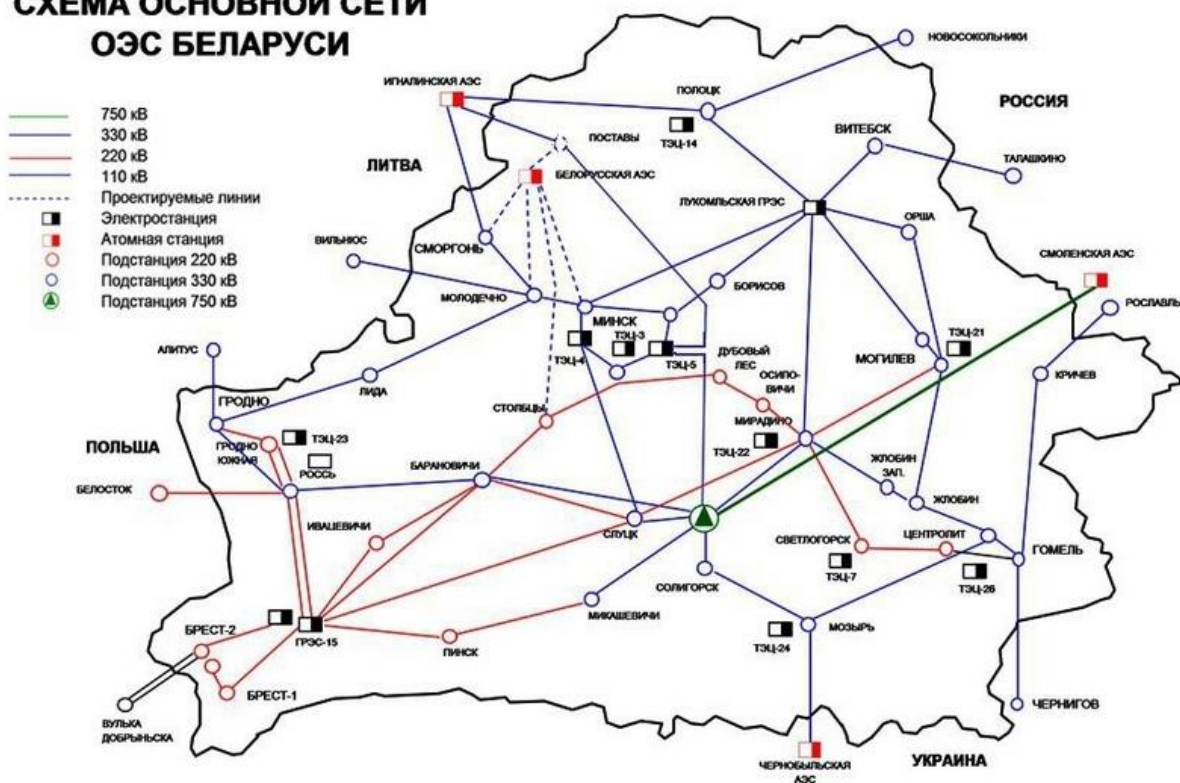 СХЕМА ОСНОВНОЙ СЕТИ
ОЭС БЕЛАРУСИ
750 кВ
330 кВ
220 кВ
110 кВ
Проектируемые линии
Электростанция
Атомная станция
Подстанция 220 кВ
Подстанция 330 кВ
Подстанция 750 кВ
НОВОСОКОЛЬНИКИ
ИГНАЛИНСКАЯ АЭС
ПОЛОЦК
РОССИЯ
ТЭЦ-14
ПОСТАВЫ
ВИТЕБСК
ТАЛАШКИНО
ЛИТВА
БЕЛОРУССКАЯ АЭС
ЛУКОМЛЬСКАЯ ГРЭС
ОРША
ВИЛЬНЮС
СМОРГОНЬ
СМОЛЕНСКАЯ АЭС
БОРИСОВ
МОЛОДЕЧНО
РОСЛАВЛЬ
МИНСК
ТЭЦ-3
ТЭЦ-21
ТЭЦ-4
ТЭЦ-5
ДУБОВЫЙ
ЛЕС
МОГИЛЕВ
АЛИТУС
ОСИПО-
ВИЧИ
КРИЧЕВ
ЛИДА
ГРОДНО
СТОЛБЦЫ
МИРАДИНО
ПОЛЬША
ГРОДНО
ЮЖНАЯ
ТЭЦ-23
РОССЬ
ТЭЦ-22
БАРАНОВИЧИ
ЖЛОБИН
ЗАП.
БЕЛОСТОК
ЖЛОБИН
ИВАЦЕВИЧИ
СЛУЦК
СВЕТЛОГОРСК
ЦЕНТРОЛИТ
ГОМЕЛЬ
СОЛИГОРСК
ТЭЦ-7
ТЭЦ-26
МИКАШЕВИЧИ
БРЕСТ-2
ГРЭС-15
ПИНСК
ТЭЦ-24
МОЗЫРЬ
БРЕСТ-1
ЧЕРНИГОВ
ВУЛЬКА
ДОБРЫНЬСКА
ЧЕРНОБЫЛЬСКАЯ
АЭС
УКРАИНА